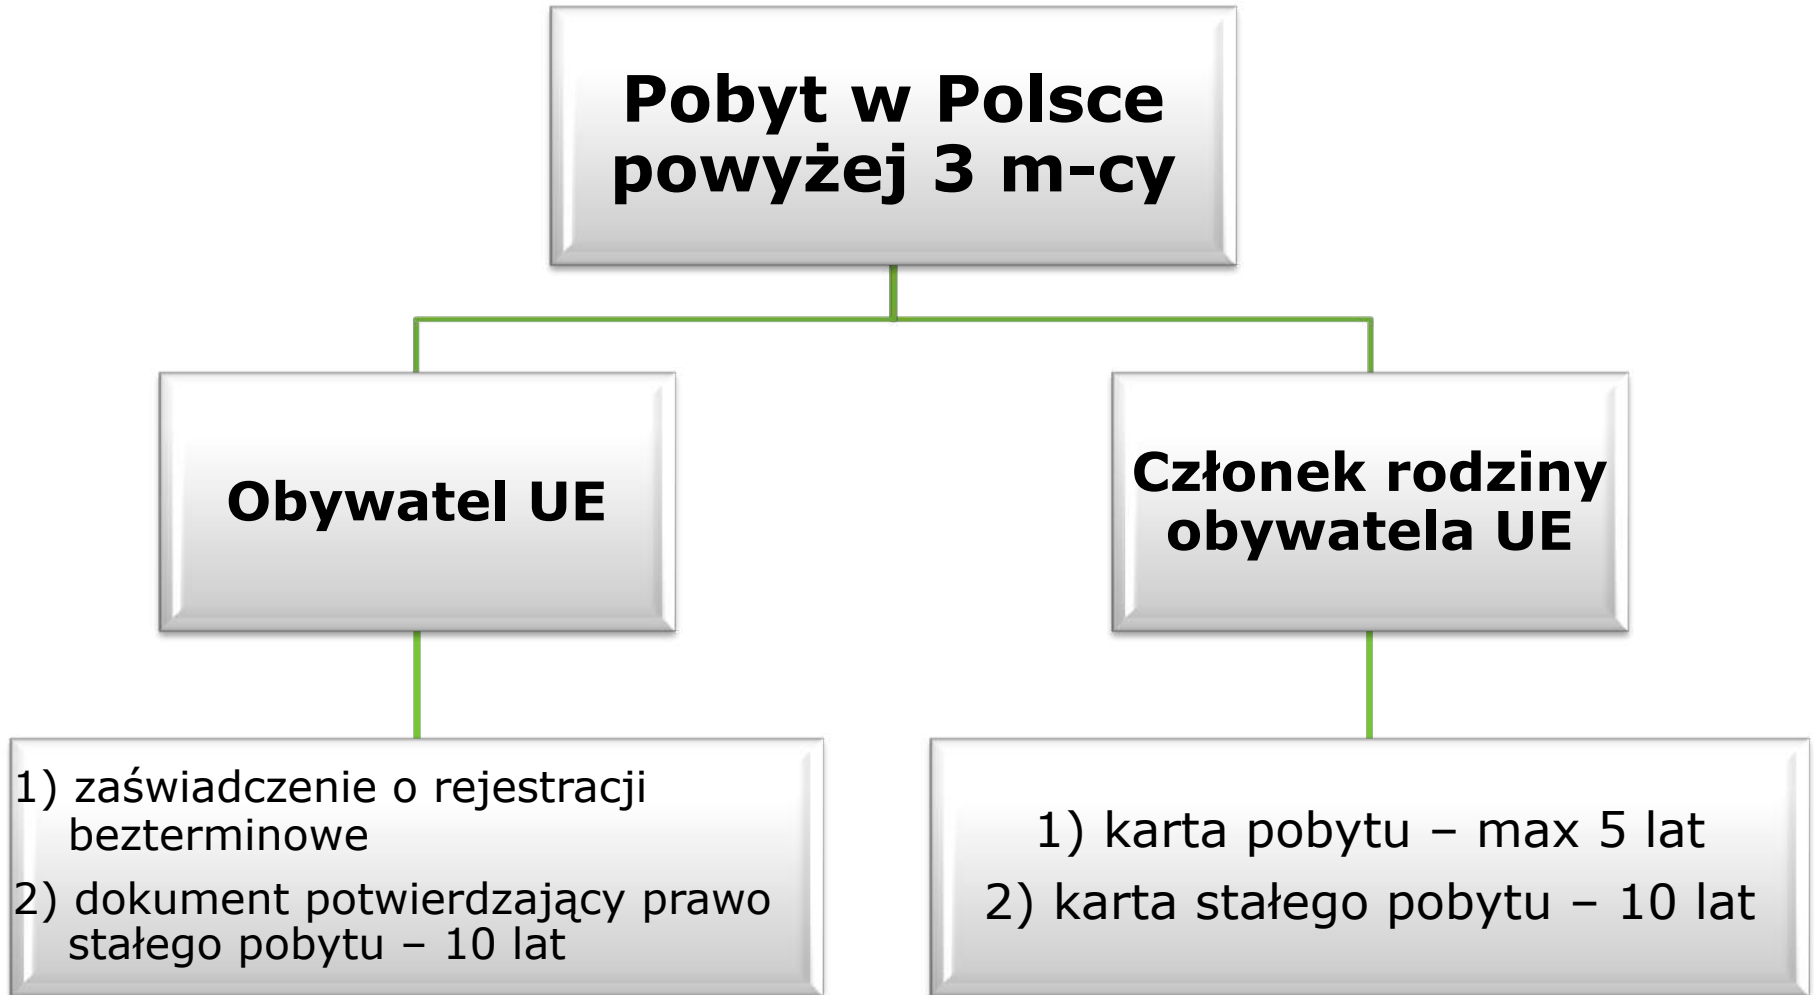 Pobyt w Polsce
powyżej 3 m-cy
Obywatel UE
Członek rodziny
obywatela UE
1) zaświadczenie o rejestracji
bezterminowe
2) dokument potwierdzający prawo
stałego pobytu – 10 lat
1) karta pobytu – max 5 lat
2) karta stałego pobytu – 10 lat